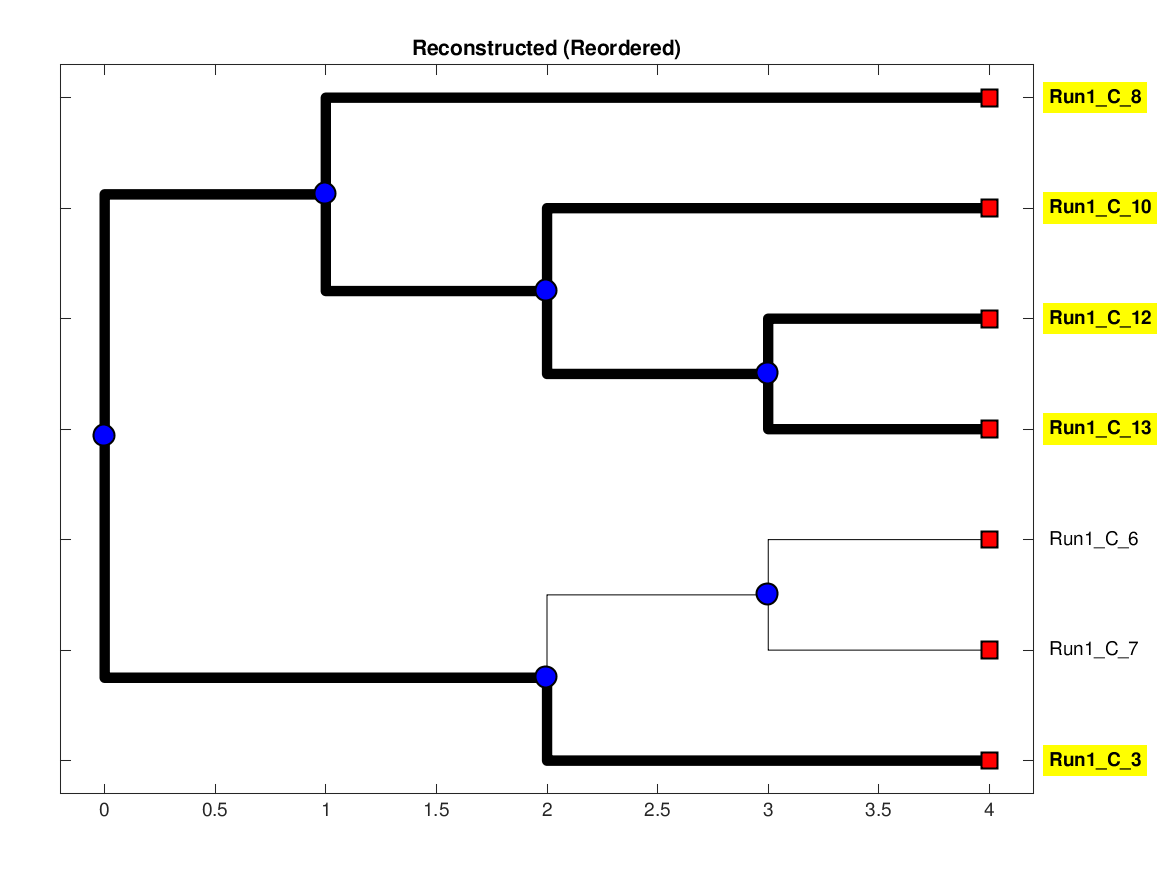 Reconstructed (Reordered)
Run1_C_8
Run1_C_10
Run1_C_12
Run1_C_13
Run1_C_6
Run1_C_7
Run1_C_3
0 0.5 1 1.5 2 2.5 3 3.5 4